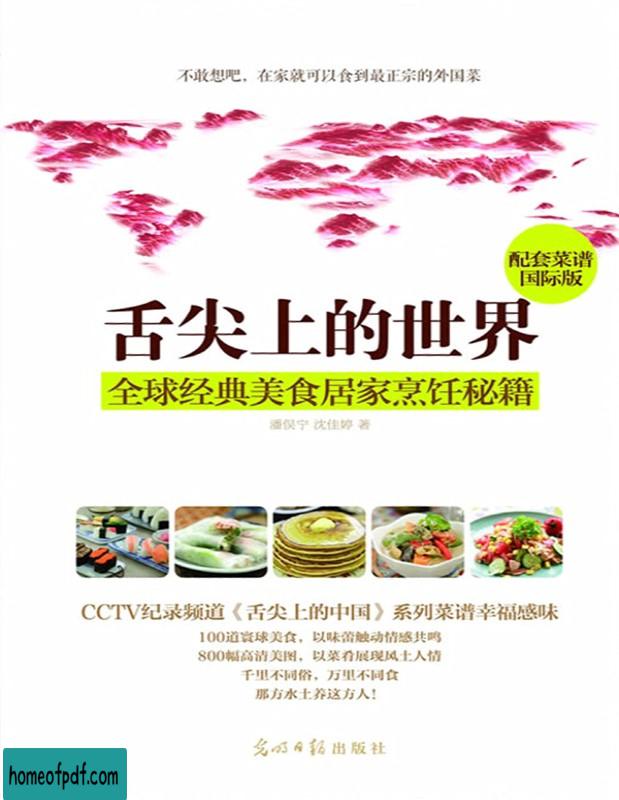 不敢想吧，在家就可以食到最正宗的外国菜
配套菜谱
国际版
舌尖上的世界
全球经典美食居家烹饪秘籍
潘俣宁 沈佳婷 著
CCTV纪录频道《舌尖上的中国》系列菜谱幸福感味
100道寰球美食，以味蕾触动情感共鸣
800幅高清美图，以菜肴展现风土人情
千里不同俗，万里不同食
那方水土养这方人！
光明日报出版社
homeofpdf.com